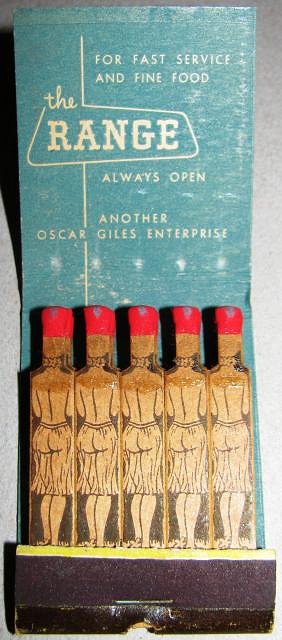 FOR FAST SERVICE
AND FINE FOOD
the
RANGE
ALWAYS OPEN
ANOTHER
OSCAR GILES ENTERPRISE